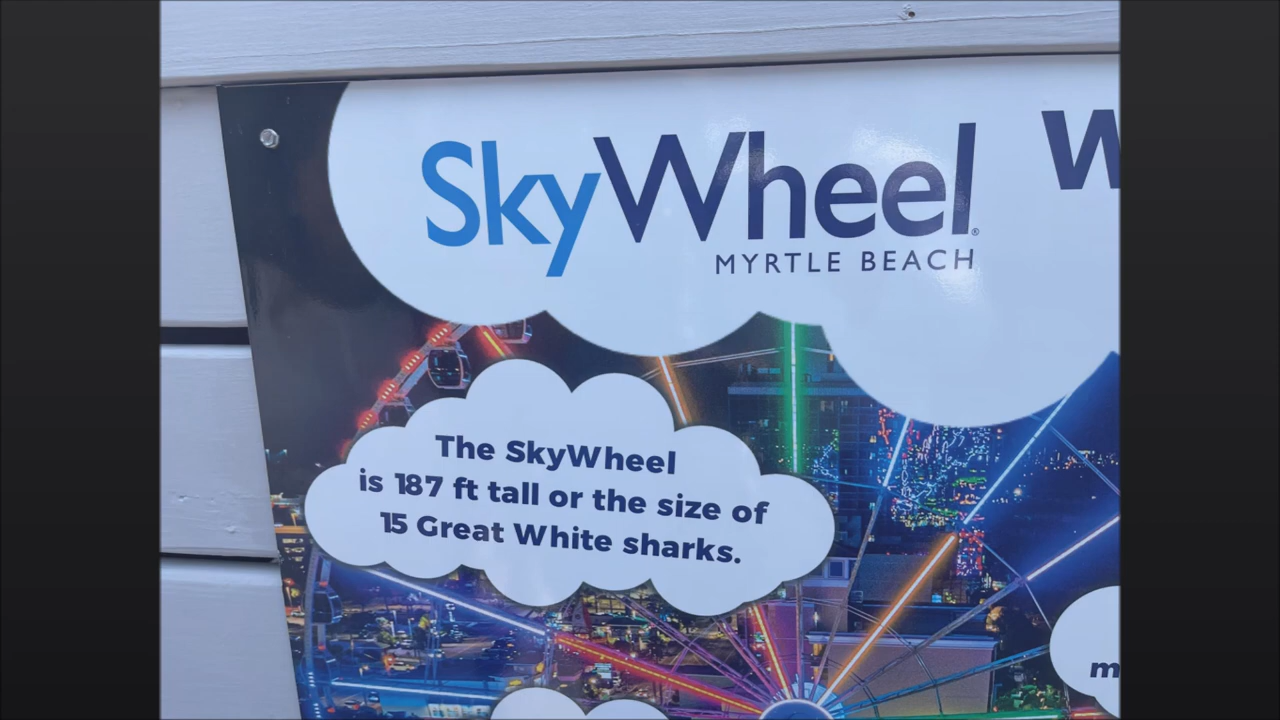 SkyWheel®
MYRTLE BEACH
The SkyWheel
is 187 ft tall or the size of
15 Great White sharks.